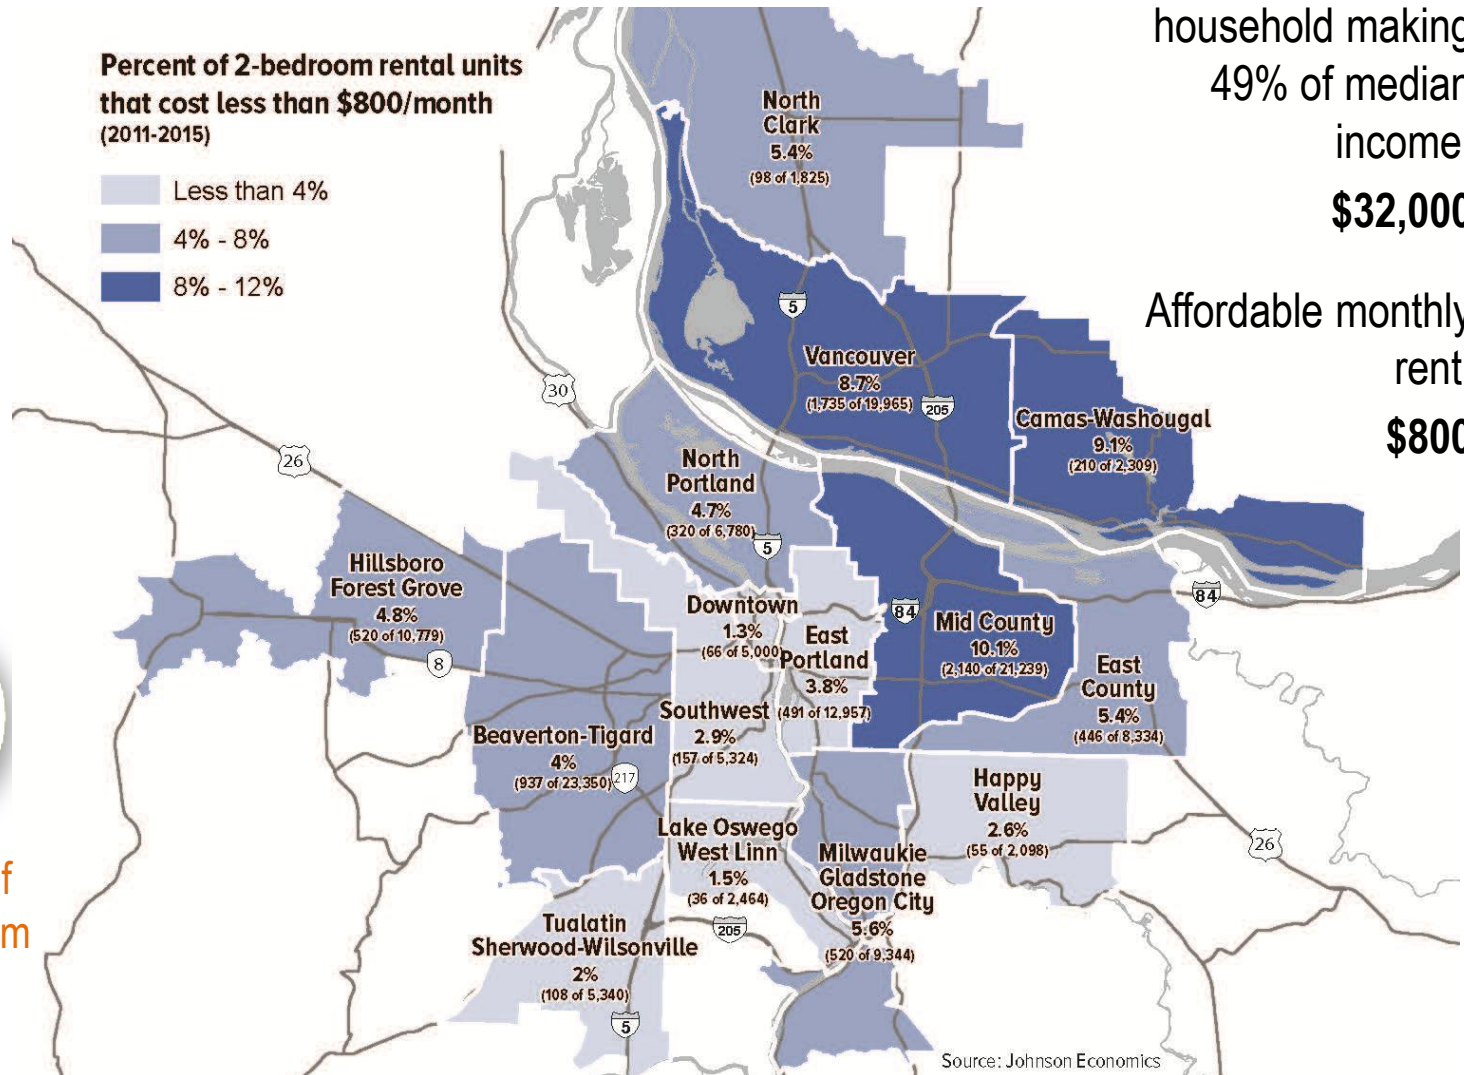 household making
49% of median
income
$32,000
Affordable monthly
rent
$800
Percent of 2-bedroom rental units
that cost less than $800/month
(2011-2015)
Less than 4%
4% - 8%
8% - 12%
North
Clark
5.4%
(98 of 1,825)
5
Vancouver
8.7%
(1,735 of 19,965)
205
Camas-Washougal
9.1%
(210 of 2,309)
30
26
North
Portland
4.7%
(320 of 6,780)
5
Hillsboro
Forest Grove
4.8%
(520 of 10,779)
8
Downtown
1.3%
(66 of 5,000)
East
Portland
3.8%
(491 of 12,957)
84
Mid County
10.1%
(2,140 of 21,239)
84
East
County
5.4%
(446 of 8,334)
Beaverton-Tigard
4%
(937 of 23,350)
217
Southwest
2.9%
(157 of 5,324)
Happy
Valley
2.6%
(55 of 2,098)
26
Lake Oswego
West Linn
1.5%
(36 of 2,464)
205
Milwaukie
Gladstone
Oregon City
5.6%
(520 of 9,344)
Tualatin
Sherwood-Wilsonville
2%
(108 of 5,340)
5
f
m
Source: Johnson Economics